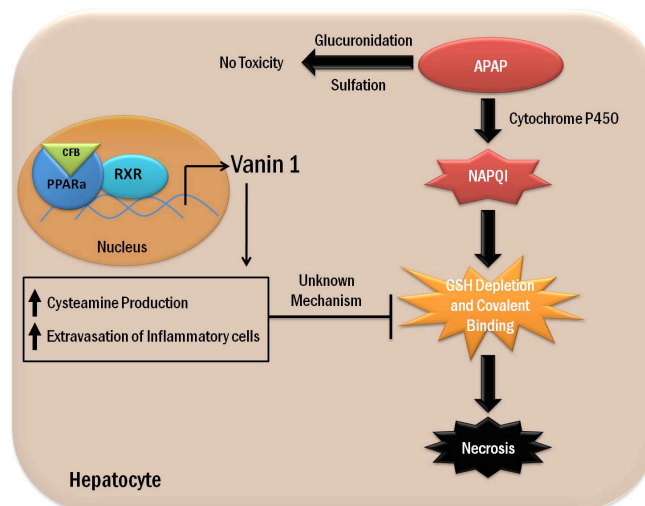 Glucuronidation
No Toxicity
APAP
Sulfation
Cytochrome P450
CFB
PPARa
RXR
Vanin 1
NAPQI
Nucleus
Unknown
Mechanism
GSH Depletion
and Covalent
Binding
Cysteamine Production
Extravasation of Inflammatory cells
Necrosis
Hepatocyte